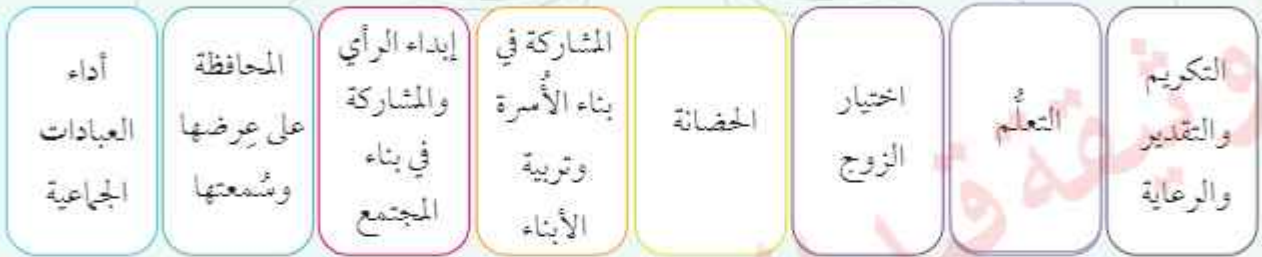 التكريم
والتقدير
والرعاية
التعلُّم
اختيار
الزوج
الحضانة
المشاركة في
بناء الأُسرة
وتربية
الأبناء
إبداء الرأي
والمشاركة
في بناء
المجتمع
المحافظة
على عِرضها
وسُمعتها
أداء
العبادات
الجماعية